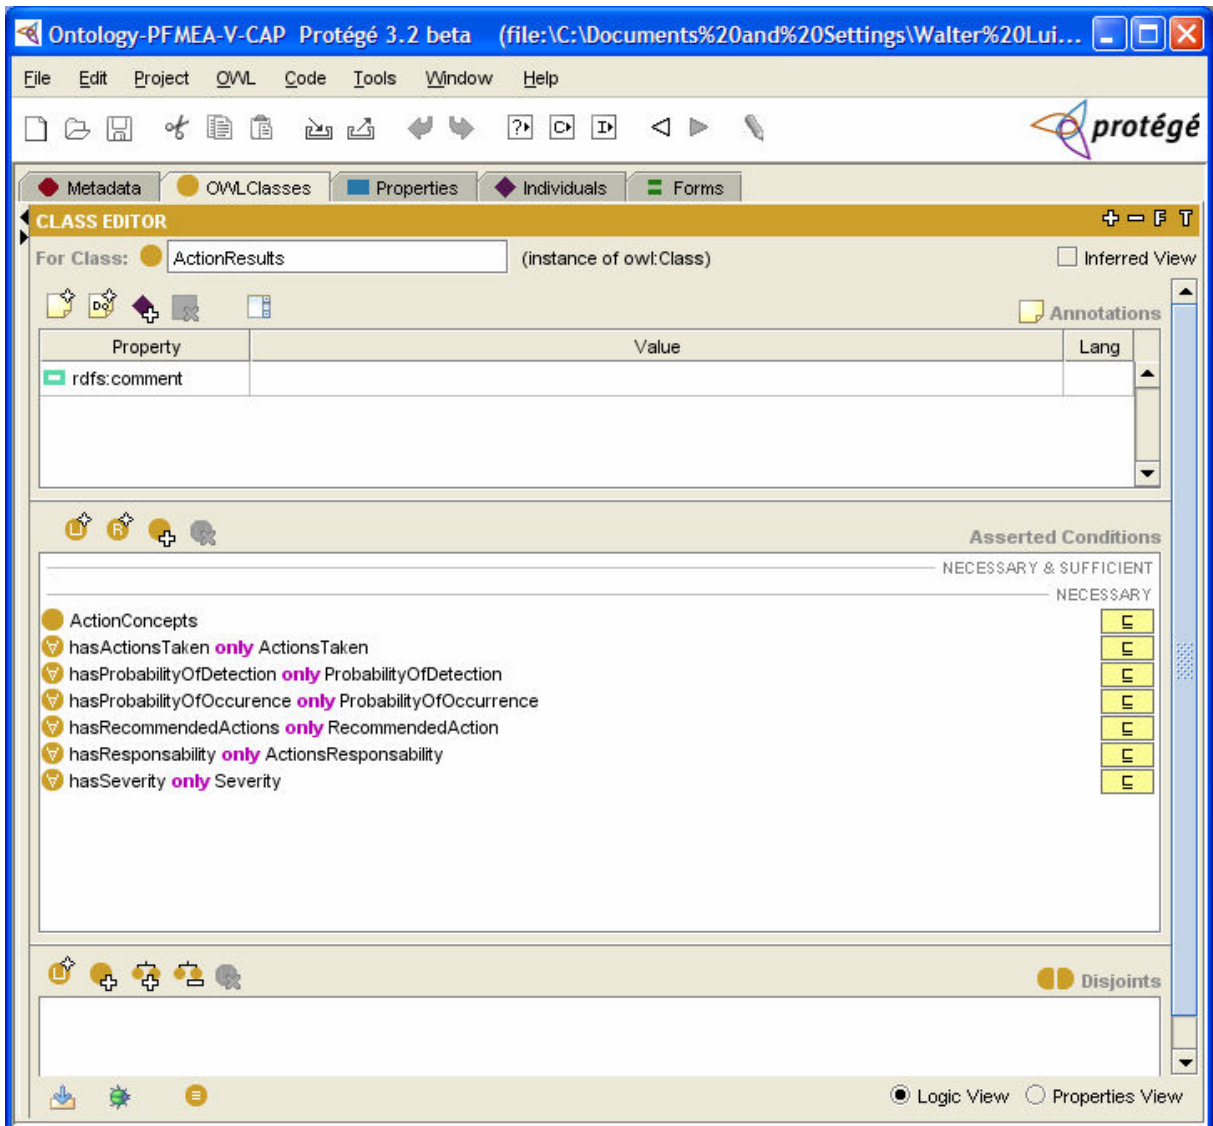 Ontology-PFMEA-V-CAP Protégé 3.2 beta (file:\C:\Documents%20and%20Settings\Walter%20Lui...
File Edit Project OWL Code Tools Window Help
protégé
Metadata OWLClasses Properties Individuals Forms
CLASS EDITOR
F T
For Class: ActionResults (instance of owl:Class) Inferred View
Annotations
Property Value Lang
rdfs:comment
Asserted Conditions
NECESSARY & SUFFICIENT
NECESSARY
ActionConcepts ⊑
∀ hasActionsTaken only ActionsTaken ⊑
∀ hasProbabilityOfDetection only ProbabilityOfDetection ⊑
∀ hasProbabilityOfOccurence only ProbabilityOfOccurrence ⊑
∀ hasRecommendedActions only RecommendedAction ⊑
∀ hasResponsability only ActionsResponsability ⊑
∀ hasSeverity only Severity ⊑
Disjoints
Logic View Properties View